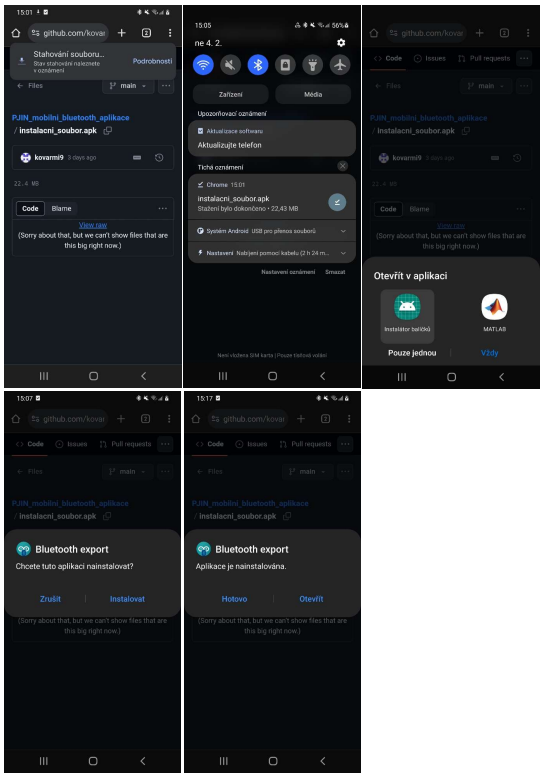 15:01
github.com/kovar
2
Stahování souboru...
Stav stahování naleznete
v oznámení
Podrobnosti
Files
main
PJIN_mobilni_bluetooth_aplikace
/ instalacni_soubor.apk
kovarmi9 3 days ago
22.4 MB
Code Blame
View raw
(Sorry about that, but we can't show files that are
this big right now.)
15:05
56%
ne 4. 2.
Zařízení
Média
Upozorňovací oznámení
Aktualizace softwaru
Aktualizujte telefon
Tichá oznámení
Chrome 15:01
instalacni_soubor.apk
Stažení bylo dokončeno • 22,43 MB
Systém Android USB pro přenos souborů
Nastavení Nabíjení pomocí kabelu (2 h 24 m...
Nastavení oznámení Smazat
Není vložena SIM karta | Pouze tísňová volání
github.com/kovar
2
Code Issues Pull requests
Files
main
PJIN_mobilni_bluetooth_aplikace
/ instalacni_soubor.apk
kovarmi9 3 days ago
22.4 MB
Code Blame
View raw
(Sorry about that, but we can't show files that are
this big right now.)
Otevřít v aplikaci
Instalátor balíčků
MATLAB
Pouze jednou
Vždy
15:07
github.com/kovar
2
Code Issues Pull requests
Files
main
PJIN_mobilni_bluetooth_aplikace
/ instalacni_soubor.apk
Bluetooth export
Chcete tuto aplikaci nainstalovat?
Zrušit
Instalovat
(Sorry about that, but we can't show files that are
this big right now.)
15:17
github.com/kovar
2
Code Issues Pull requests
Files
main
PJIN_mobilni_bluetooth_aplikace
/ instalacni_soubor.apk
Bluetooth export
Aplikace je nainstalována.
Hotovo
Otevřít
(Sorry about that, but we can't show files that are
this big right now.)